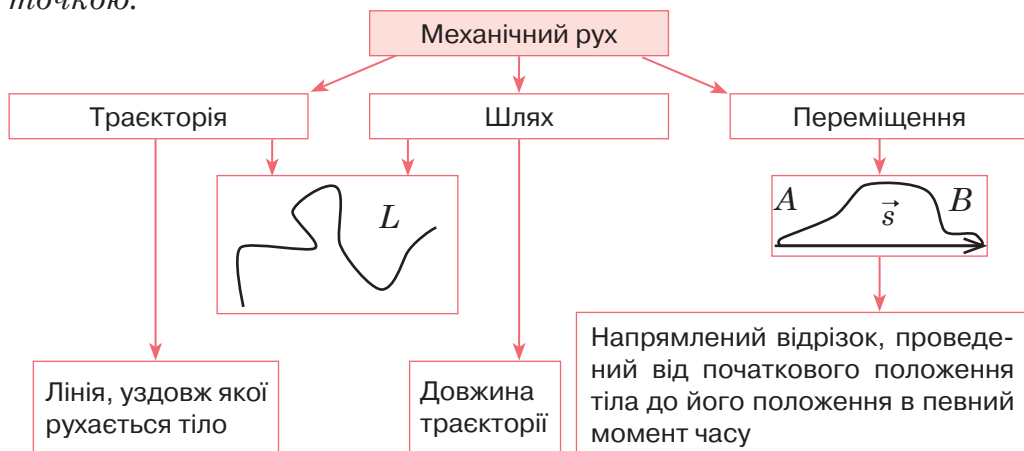 точкою.
Механічний рух
Траєкторія
Шлях
Переміщення
L
A
s
B
Лінія, уздовж якої
рухається тіло
Довжина
траєкторії
Напрямлений відрізок, проведе-
ний від початкового положення
тіла до його положення в певний
момент часу